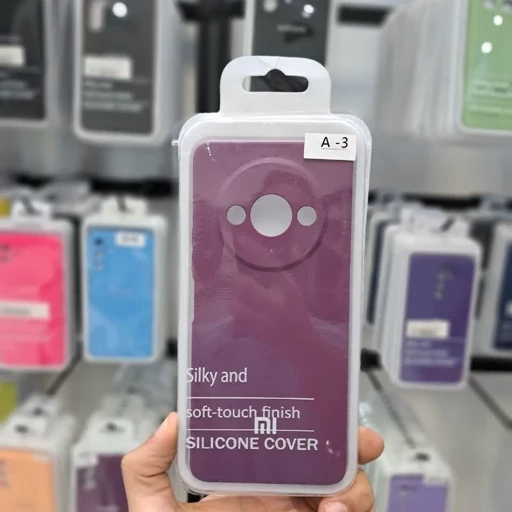 A -3
Silky and
soft-touch finish
mi
SILICONE COVER